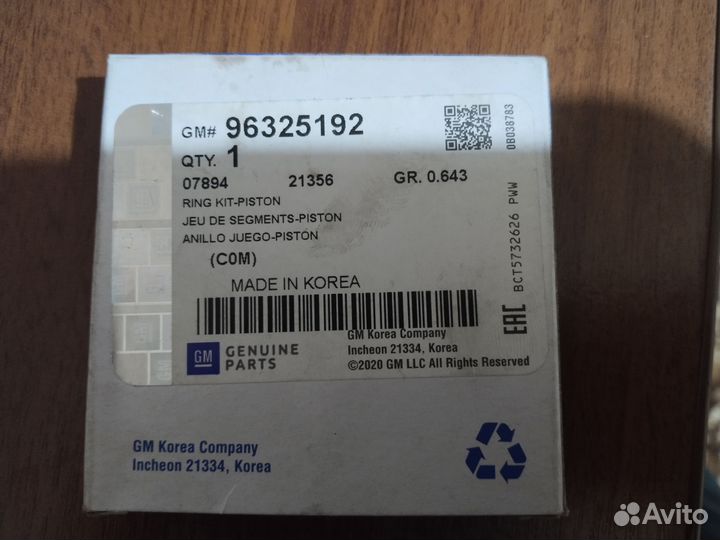 GM# 96325192
QTY. 1
07894 21356 GR. 0.643
RING KIT-PISTON
JEU DE SEGMENTS-PISTON
ANILLO JUEGO-PISTON
(C0M)
MADE IN KOREA
GM GENUINE PARTS
GM Korea Company
Incheon 21334, Korea
©2020 GM LLC All Rights Reserved
0B038783
BCT5732626 PWW
EAC
GM Korea Company
Incheon 21334, Korea
Avito